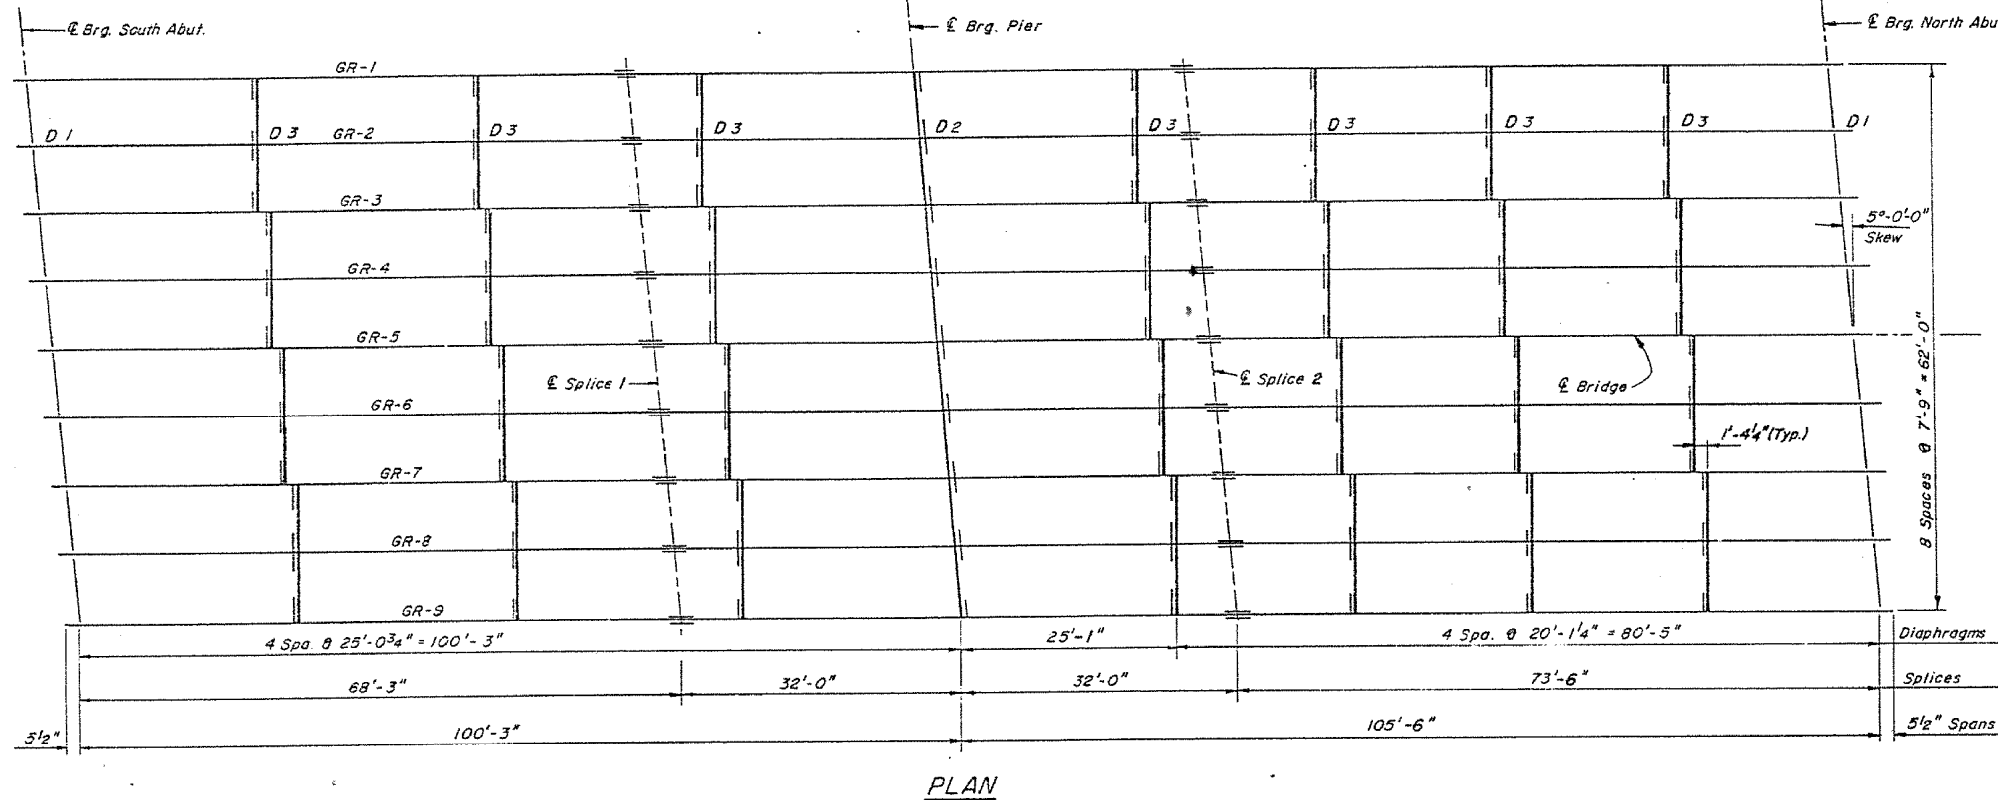 ℄ Brg. South Abut.
℄ Brg. Pier
℄ Brg. North Abu
GR-1
D 1
D 3
GR-2
D 3
D 3
D 2
D 3
D 3
D 3
D 3
D 1
GR-3
5°-0'-0"
Skew
GR-4
GR-5
℄ Splice 1
℄ Splice 2
℄ Bridge
8 Spaces @ 7'-9" = 62'-0"
GR-6
1'-4¼" (Typ.)
GR-7
GR-8
GR-9
4 Spa. @ 25'-0¾" = 100'-3"
25'-1"
4 Spa. @ 20'-1¼" = 80'-5"
Diaphragms
68'-3"
32'-0"
32'-0"
73'-6"
Splices
5½"
100'-3"
105'-6"
5½" Spans
PLAN